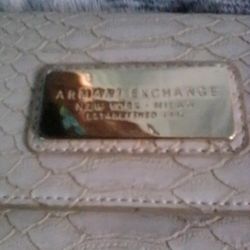 ARMANI EXCHANGE
NEW YORK - MILAN
ESTABLISHED